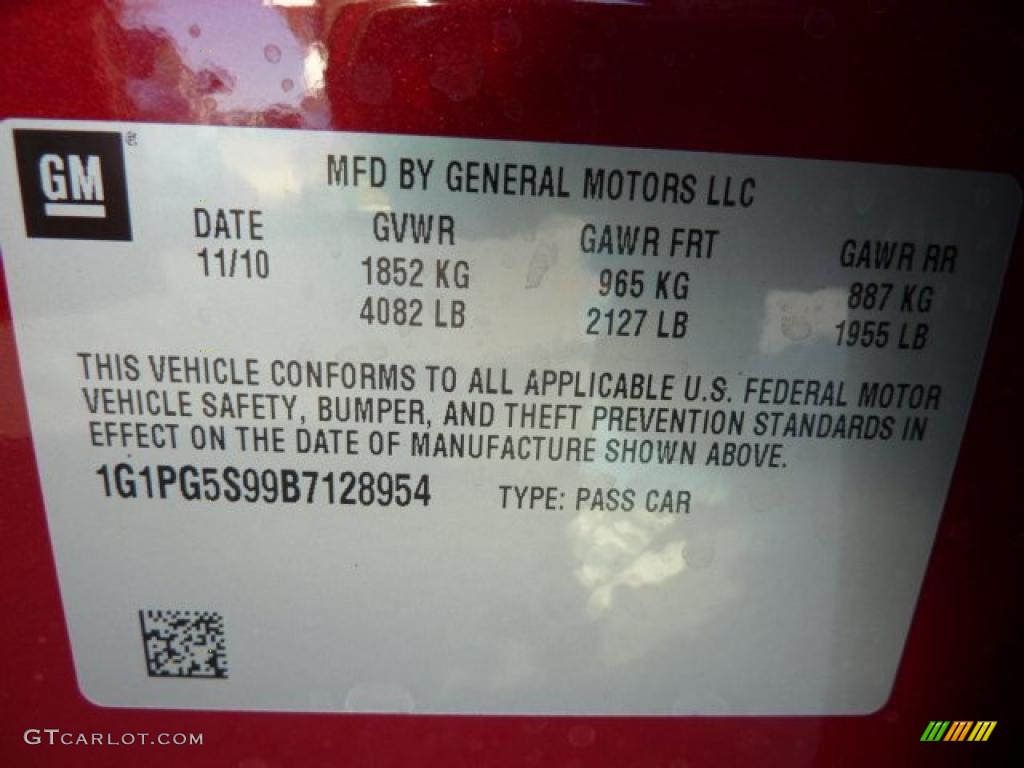 GM ®
MFD BY GENERAL MOTORS LLC
DATE GVWR GAWR FRT GAWR RR
11/10 1852 KG 965 KG 887 KG
4082 LB 2127 LB 1955 LB
THIS VEHICLE CONFORMS TO ALL APPLICABLE U.S. FEDERAL MOTOR
VEHICLE SAFETY, BUMPER, AND THEFT PREVENTION STANDARDS IN
EFFECT ON THE DATE OF MANUFACTURE SHOWN ABOVE.
1G1PG5S99B7128954 TYPE: PASS CAR
GTCARLOT.COM